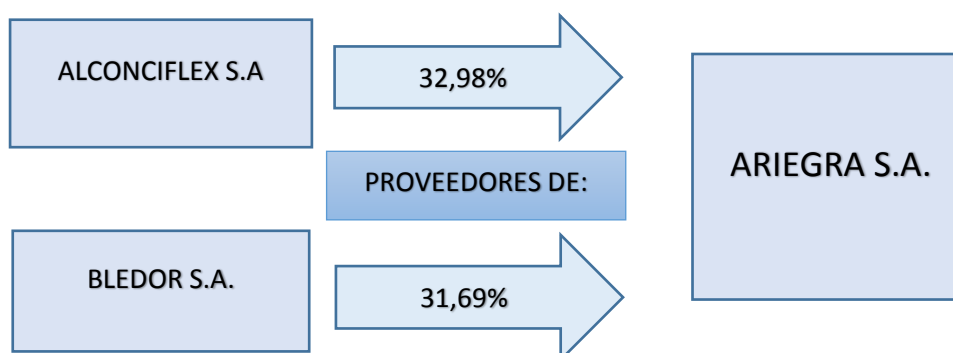 ALCONCIFLEX S.A
32,98%
ARIEGRA S.A.
PROVEEDORES DE:
BLEDOR S.A.
31,69%